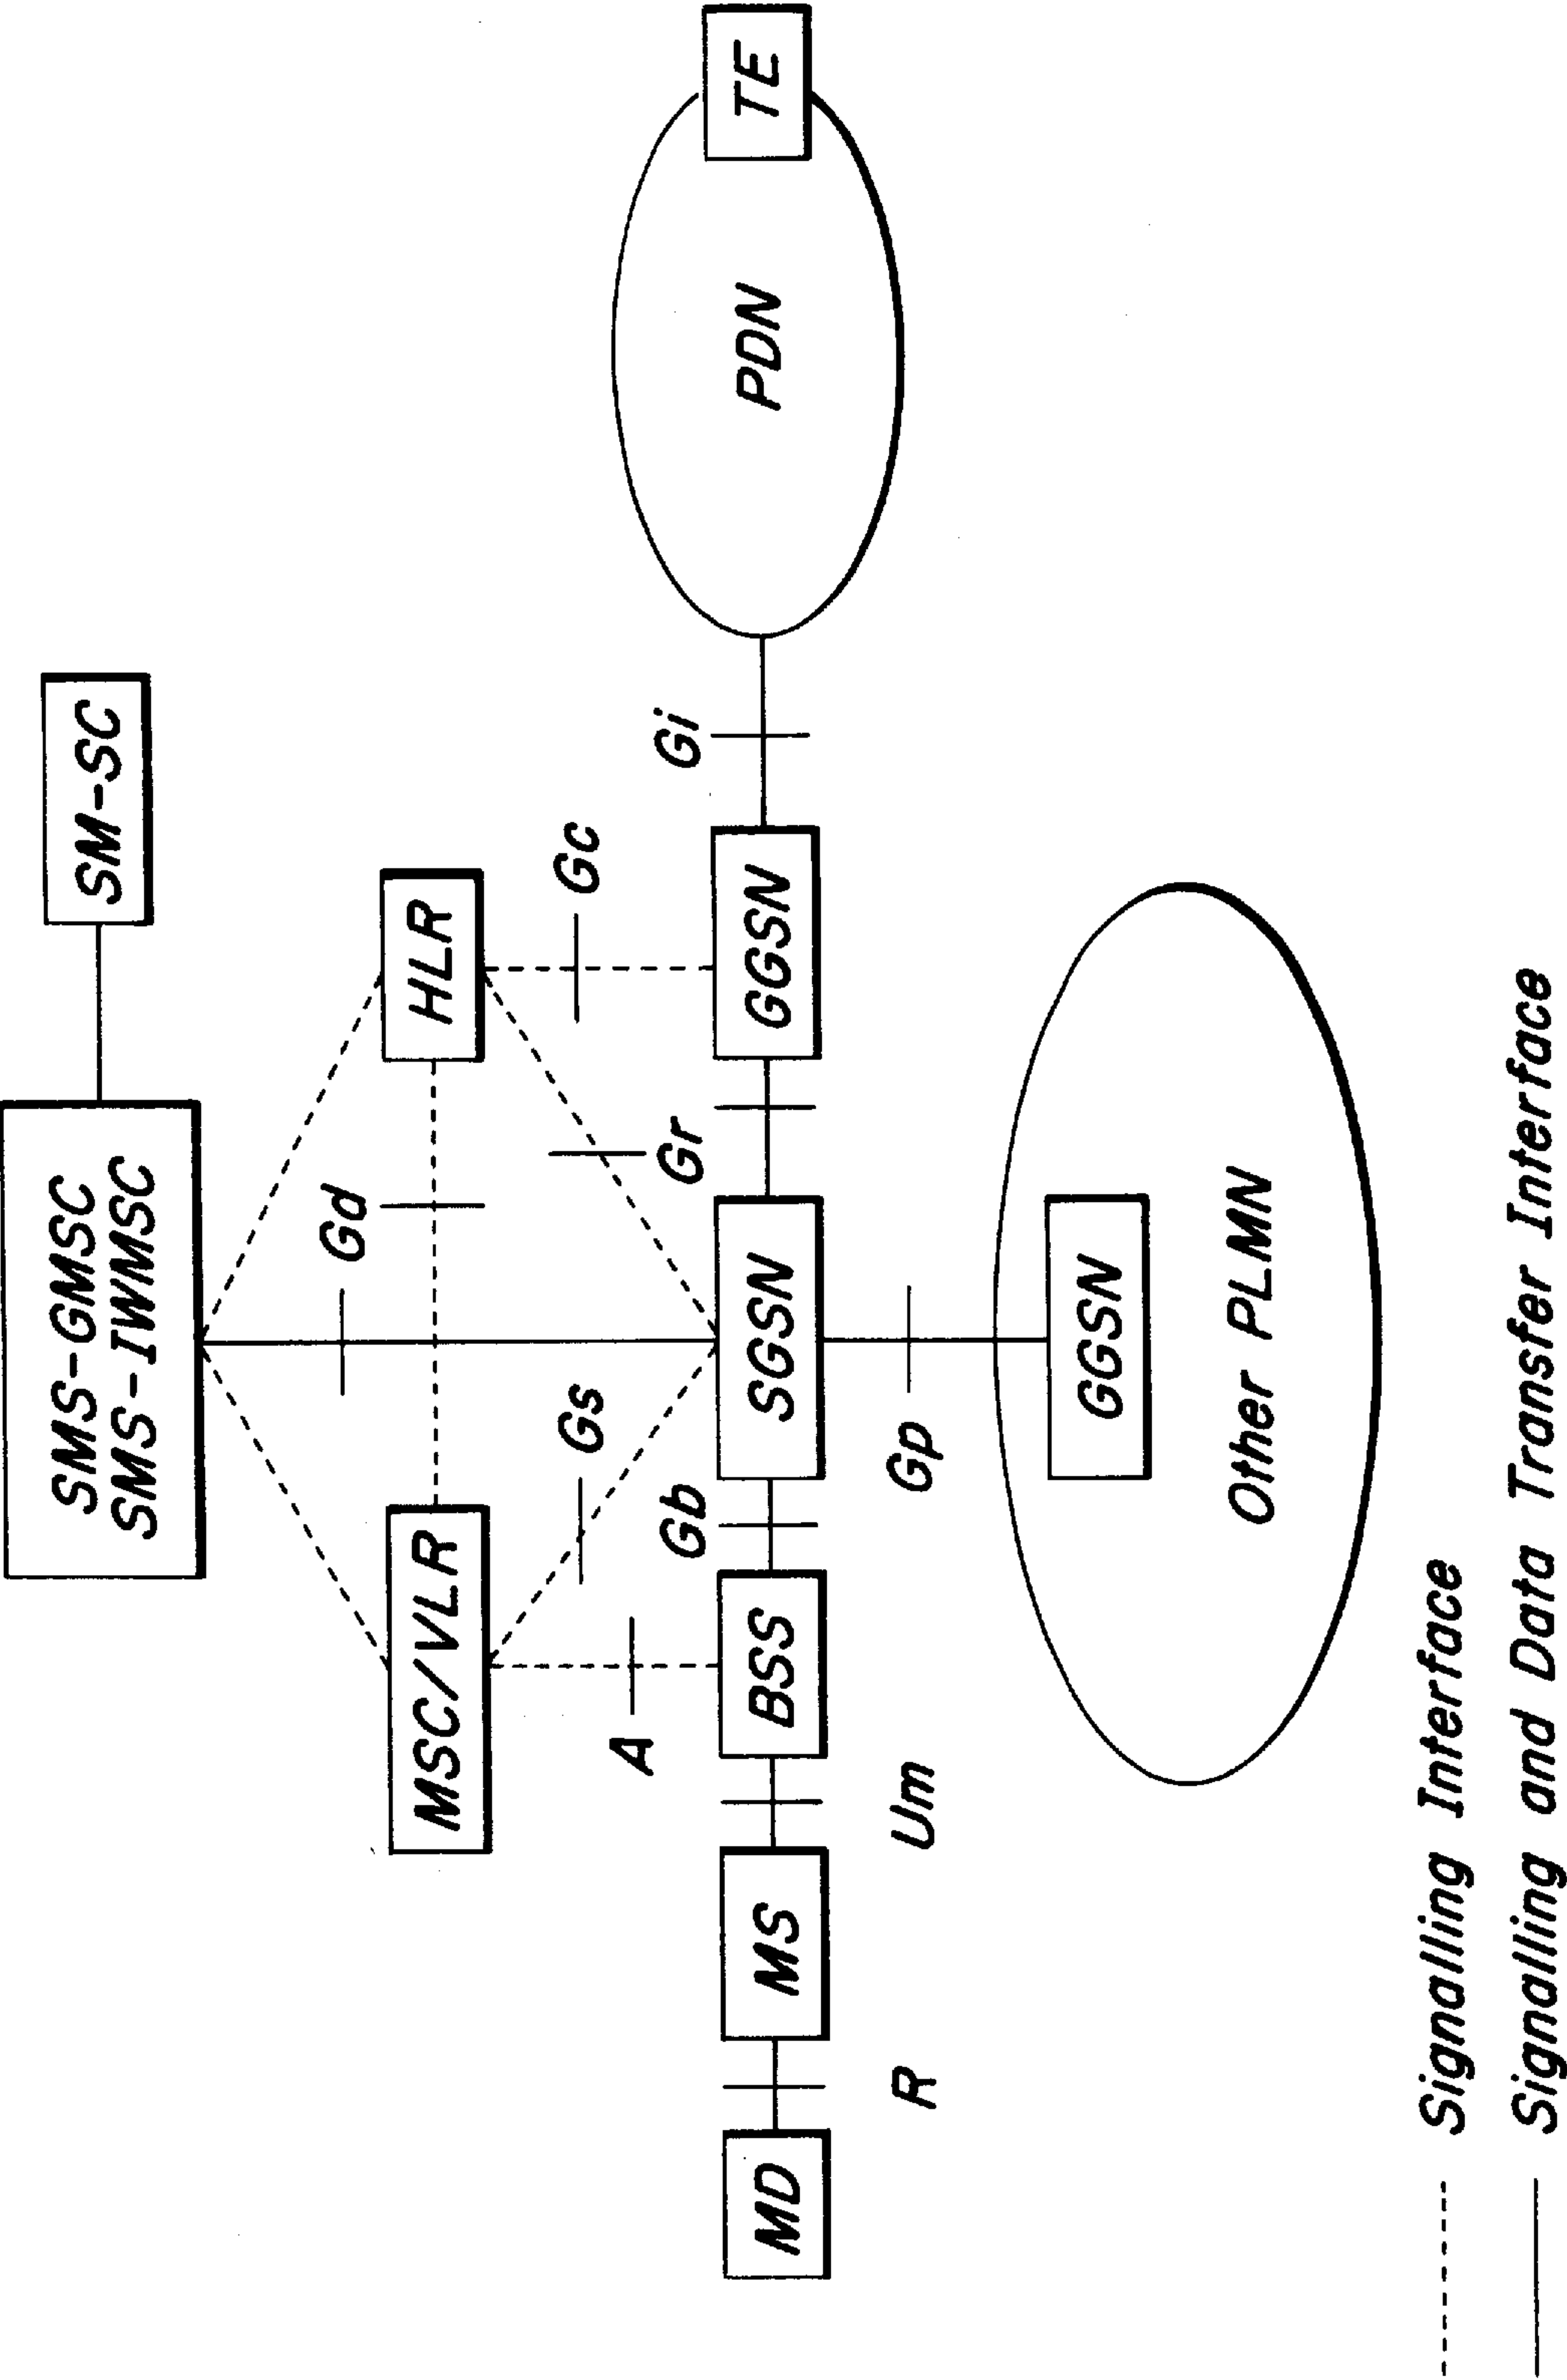 SMS-GMSC
SMS-IWMSC
SM-SC
Gd
MSC/VLR
HLR
Gs
Gc
A
Gb
Gr
Gi
MD
MS
BSS
SGSN
GGSN
PDN
TE
R
Um
Gp
GGSN
Other PLMN
Signalling Interface
Signalling and Data Transfer Interface